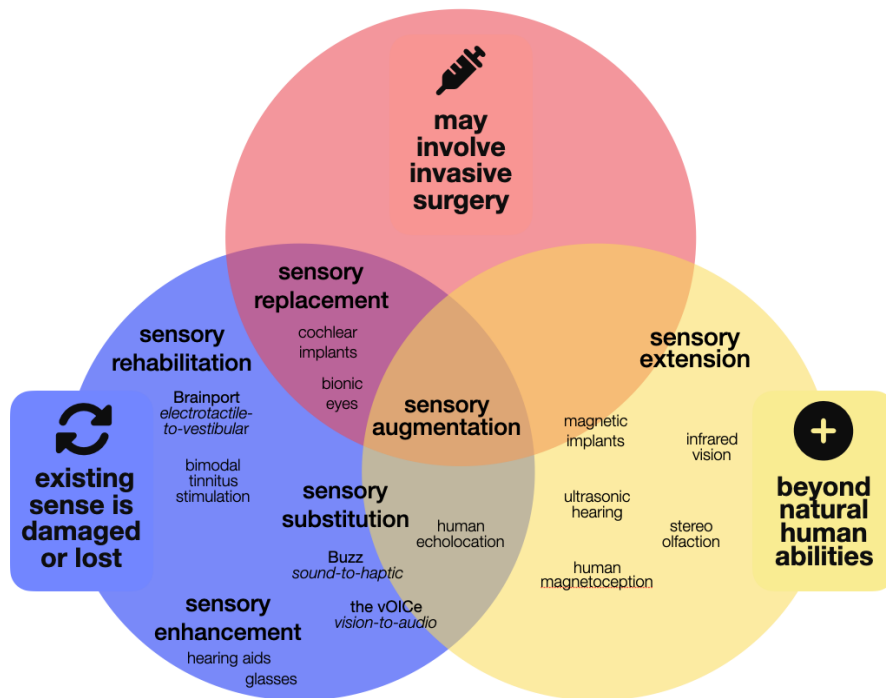 may
involve
invasive
surgery
sensory
replacement
cochlear
implants
bionic
eyes
sensory
rehabilitation
Brainport
electrotactile-
to-vestibular
bimodal
tinnitus
stimulation
existing
sense is
damaged
or lost
sensory
augmentation
sensory
substitution
human
echolocation
Buzz
sound-to-haptic
the vOICe
vision-to-audio
sensory
enhancement
hearing aids
glasses
sensory
extension
magnetic
implants
infrared
vision
ultrasonic
hearing
stereo
olfaction
human
magnetoception
beyond
natural
human
abilities